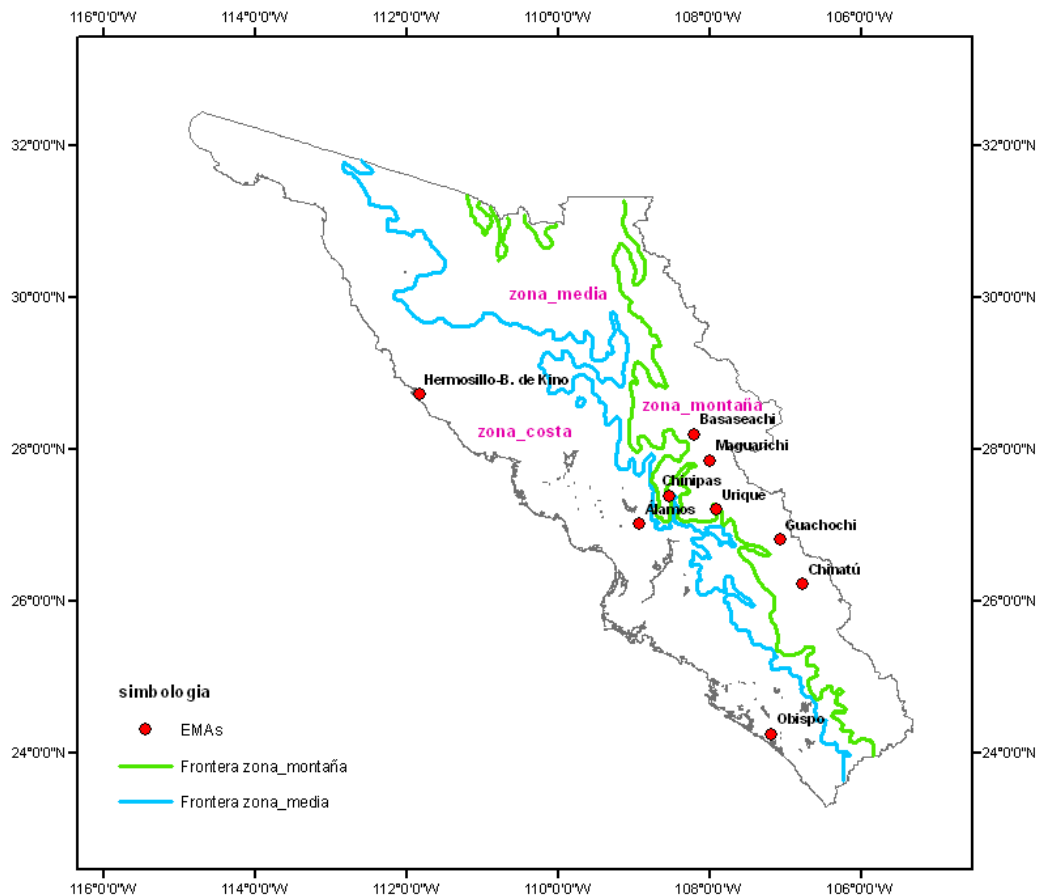 116°0'0"W 114°0'0"W 112°0'0"W 110°0'0"W 108°0'0"W 106°0'0"W
32°0'0"N 32°0'0"N
30°0'0"N 30°0'0"N
zona_media
Hermosillo-B. de Kino
zona_montaña
Basaseachi
zona_costa
28°0'0"N 28°0'0"N
Maguarichi
Chinipas
Urique
Álamos
Guachochi
Chinatú
26°0'0"N 26°0'0"N
simbologia
Obispo
EMAs
24°0'0"N 24°0'0"N
Frontera zona_montaña
Frontera zona_media
116°0'0"W 114°0'0"W 112°0'0"W 110°0'0"W 108°0'0"W 106°0'0"W